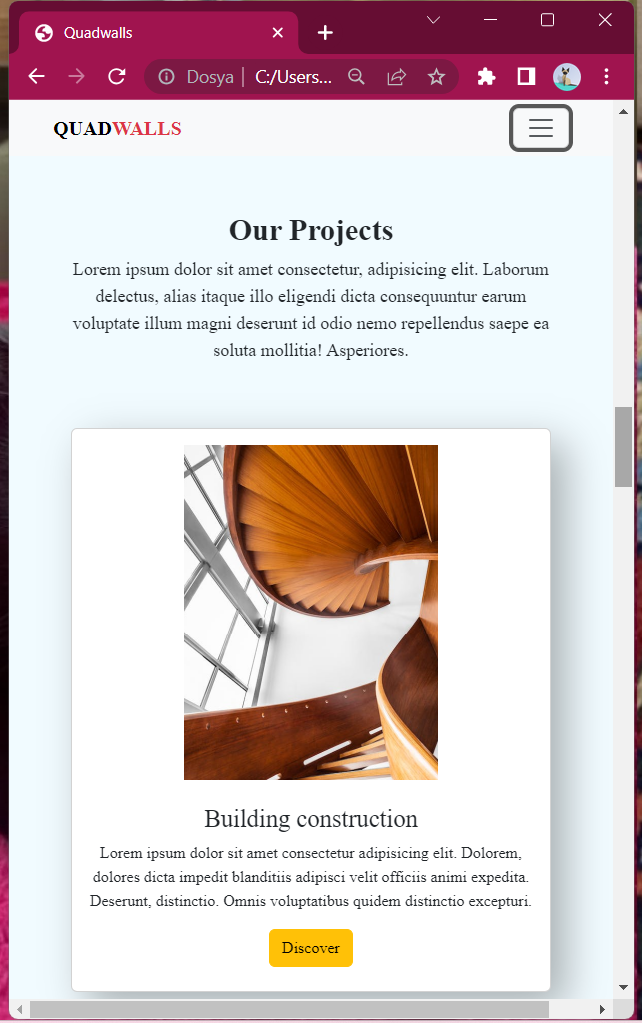 Quadwalls
Dosya | C:/Users...
QUADWALLS
Our Projects
Lorem ipsum dolor sit amet consectetur, adipisicing elit. Laborum
delectus, alias itaque illo eligendi dicta consequuntur earum
voluptate illum magni deserunt id odio nemo repellendus saepe ea
soluta mollitia! Asperiores.
Building construction
Lorem ipsum dolor sit amet consectetur adipisicing elit. Dolorem,
dolores dicta impedit blanditiis adipisci velit officiis animi expedita.
Deserunt, distinctio. Omnis voluptatibus quidem distinctio excepturi.
Discover